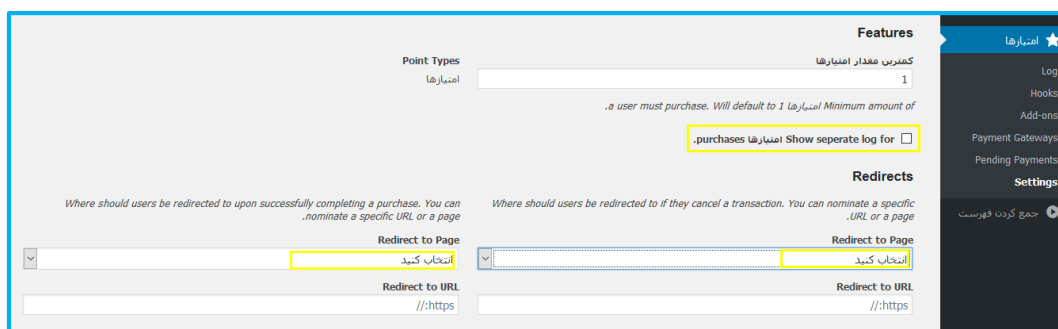 Features
کمترین مقدار امتیازها
1
Minimum amount of امتیازها a user must purchase. Will default to 1.
Point Types
امتیازها
Show seperate log for امتیازها purchases.
Redirects
Where should users be redirected to if they cancel a transaction. You can nominate a specific
URL or a page.
Redirect to Page
انتخاب کنید
Redirect to URL
https://
Where should users be redirected to upon successfully completing a purchase. You can
nominate a specific URL or a page.
Redirect to Page
انتخاب کنید
Redirect to URL
https://
امتیازها
Log
Hooks
Add-ons
Payment Gateways
Pending Payments
Settings
جمع کردن فهرست